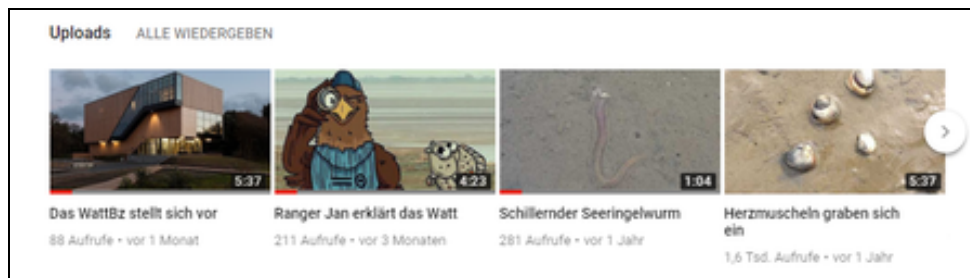 Uploads ALLE WIEDERGEBEN
5:37
4:23
1:04
5:37
Das WattBz stellt sich vor
88 Aufrufe • vor 1 Monat
Ranger Jan erklärt das Watt
211 Aufrufe • vor 3 Monaten
Schillernder Seeringelwurm
281 Aufrufe • vor 1 Jahr
Herzmuscheln graben sich
ein
1,6 Tsd. Aufrufe • vor 1 Jahr